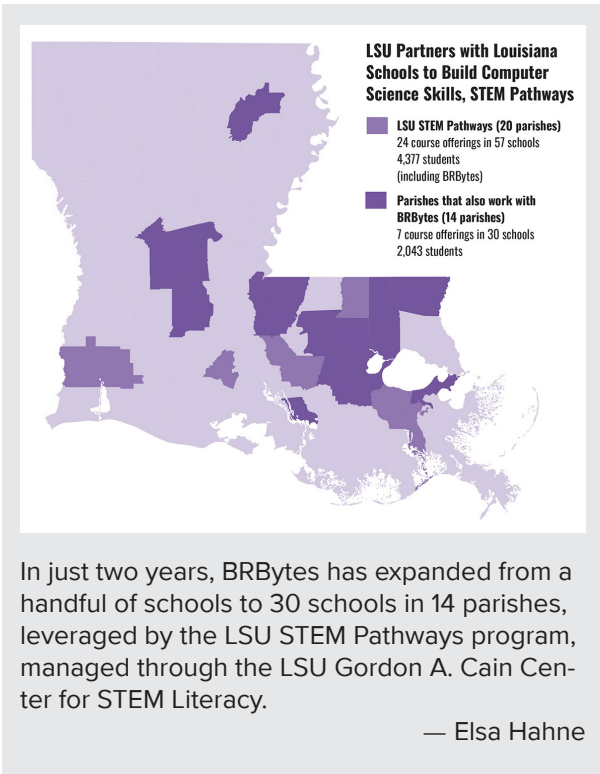 LSU Partners with Louisiana
Schools to Build Computer
Science Skills, STEM Pathways
LSU STEM Pathways (20 parishes)
24 course offerings in 57 schools
4,377 students
(including BRBytes)
Parishes that also work with
BRBytes (14 parishes)
7 course offerings in 30 schools
2,043 students
In just two years, BRBytes has expanded from a
handful of schools to 30 schools in 14 parishes,
leveraged by the LSU STEM Pathways program,
managed through the LSU Gordon A. Cain Cen-
ter for STEM Literacy.
— Elsa Hahne